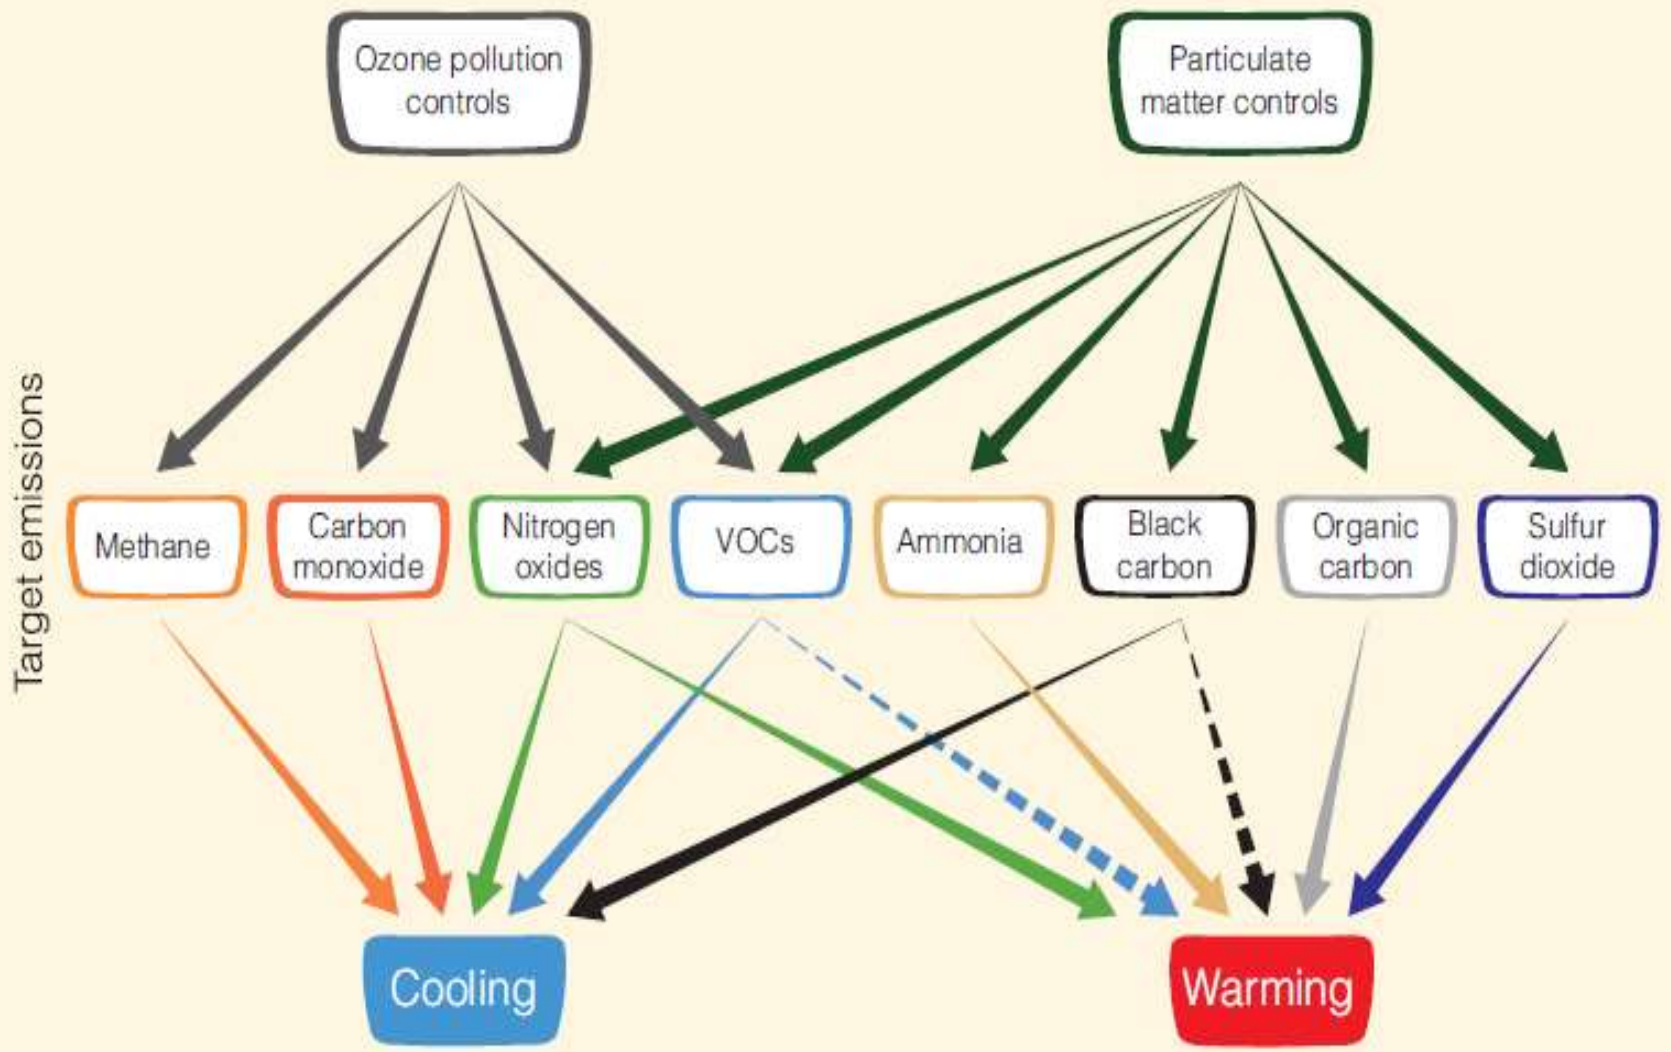 Ozone pollution
controls
Particulate
matter controls
Target emissions
Methane
Carbon
monoxide
Nitrogen
oxides
VOCs
Ammonia
Black
carbon
Organic
carbon
Sulfur
dioxide
Cooling
Warming